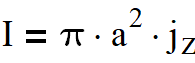 I = π · a² · j_Z